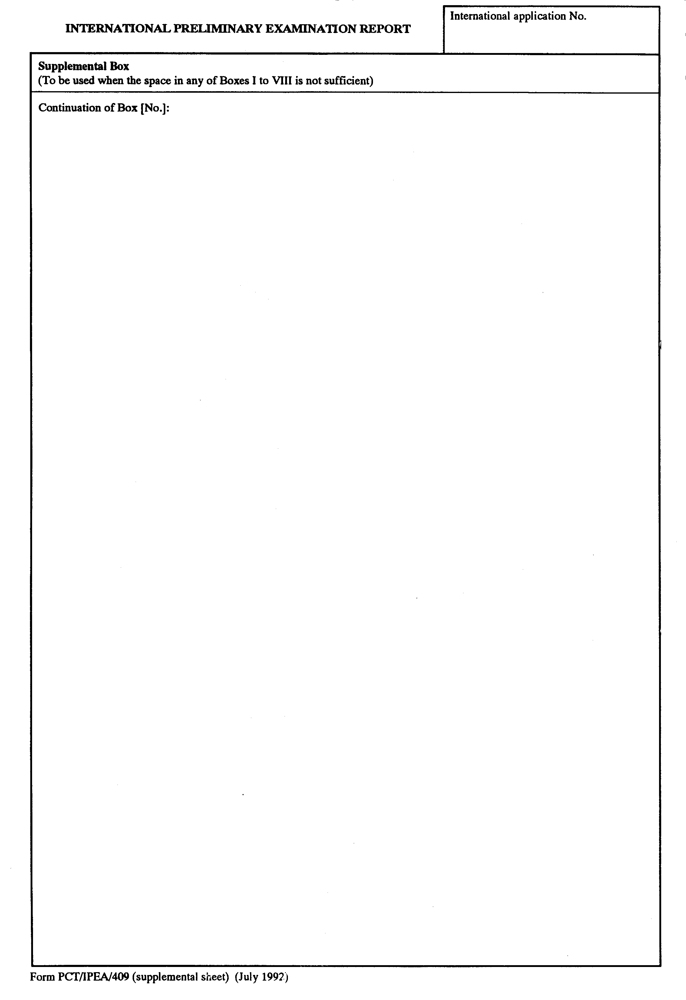 INTERNATIONAL PRELIMINARY EXAMINATION REPORT
International application No.
Supplemental Box
(To be used when the space in any of Boxes I to VIII is not sufficient)
Continuation of Box [No.]:
Form PCT/IPEA/409 (supplemental sheet) (July 1992)